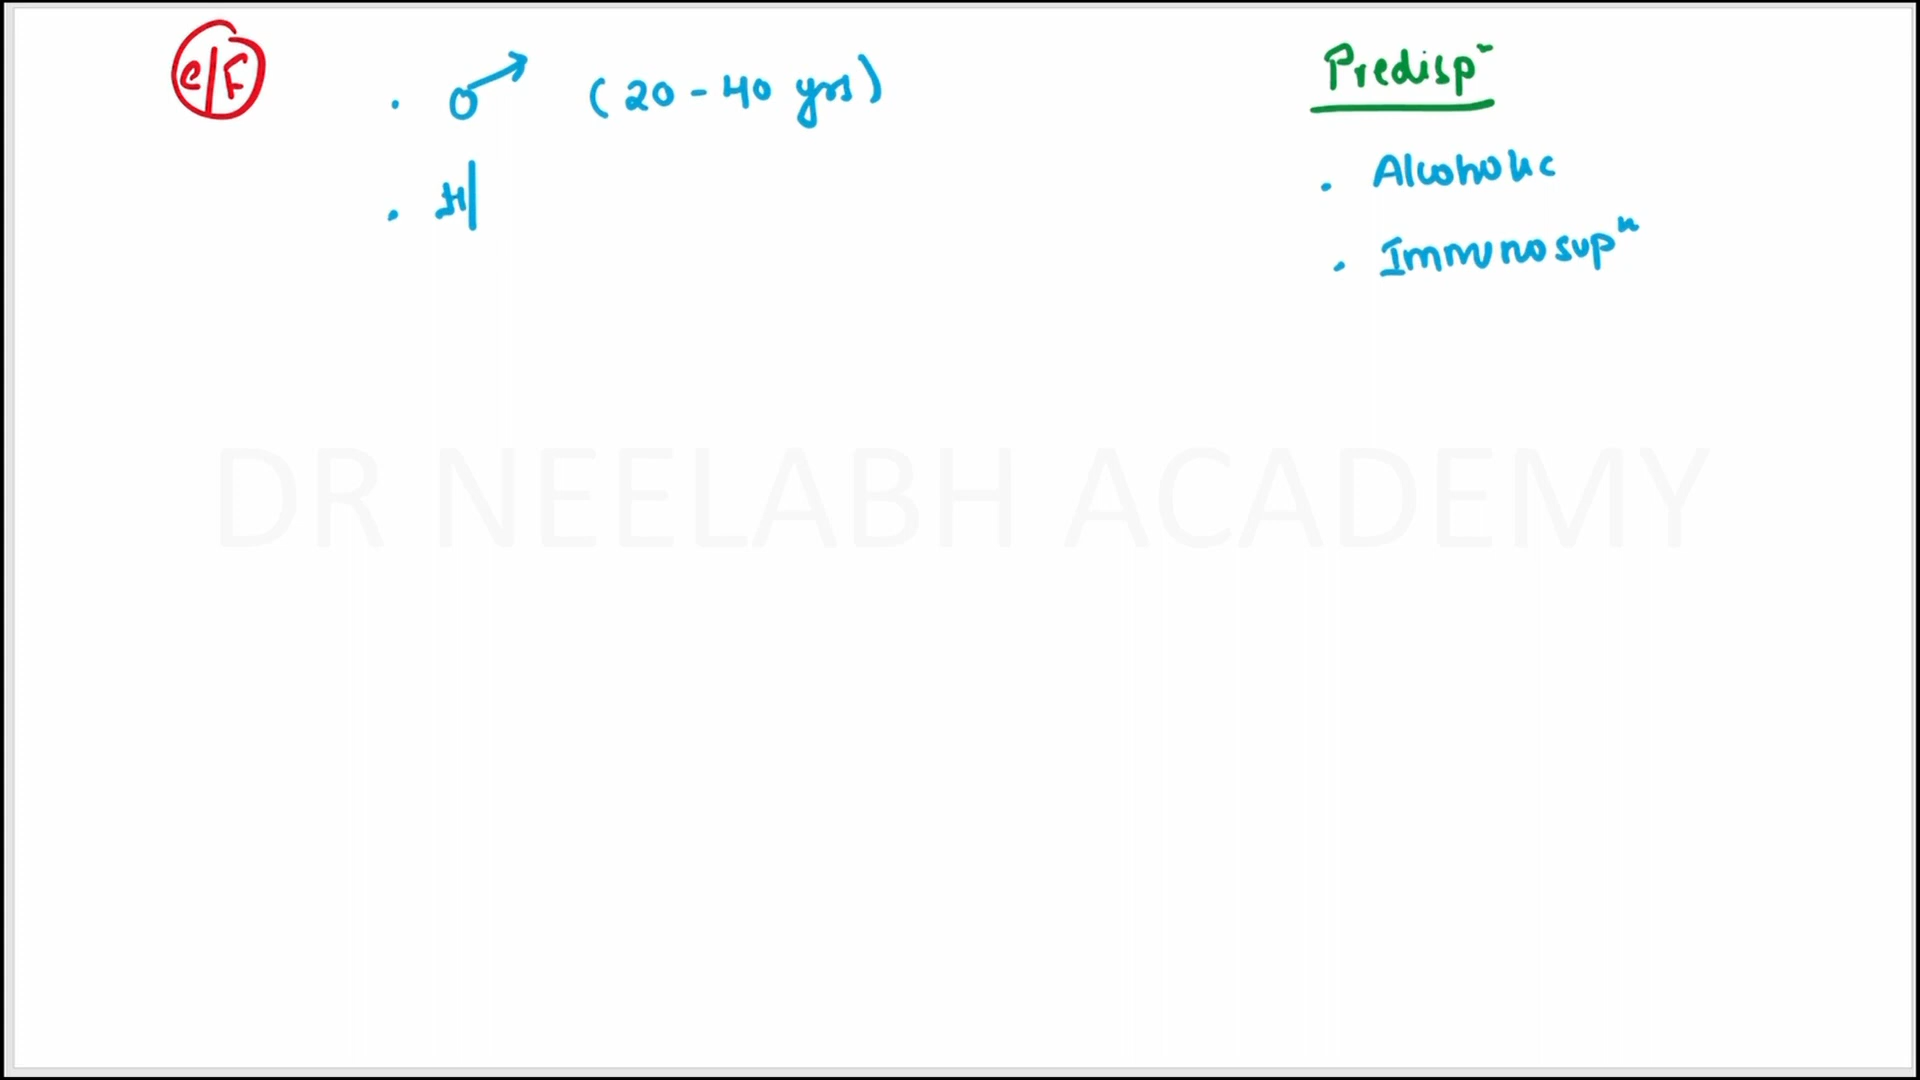 C/F
. ♂ (20-40 yrs)
. H/
Predisp-
. Alcoholic
. Immunosupn
DR NEELABH ACADEMY